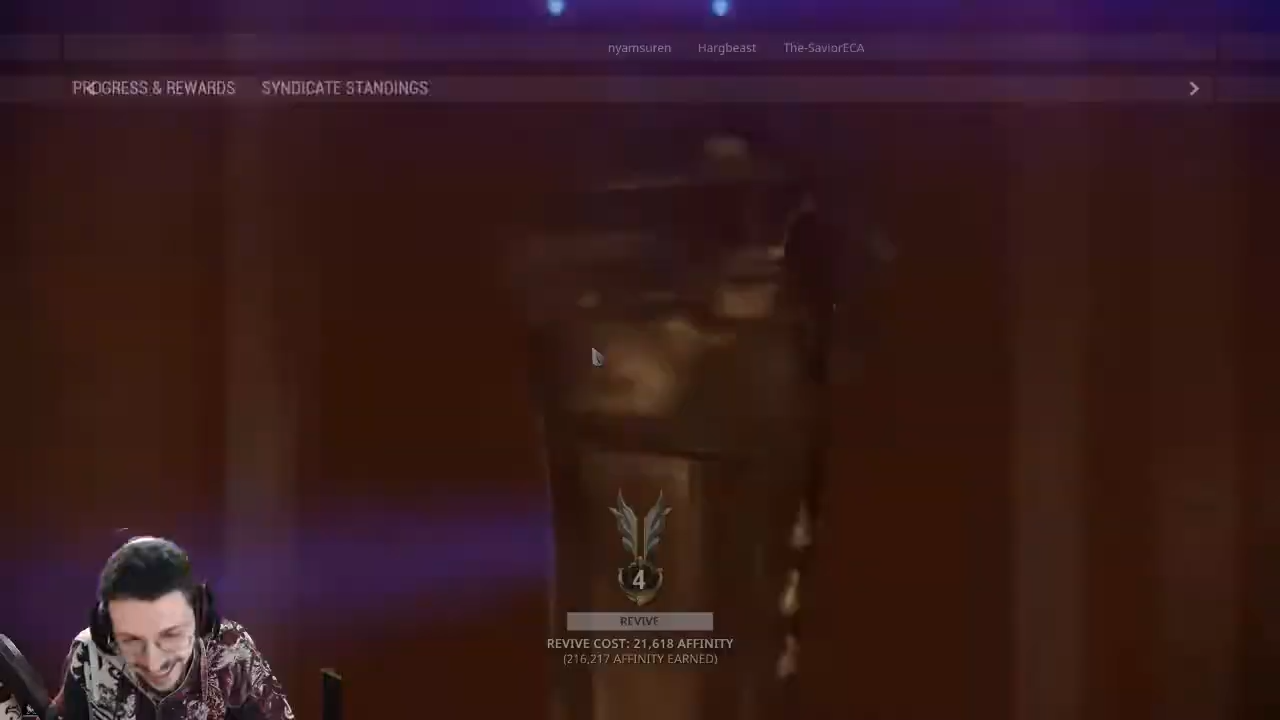 nyamsuren Hargbeast The-SaviorECA
PROGRESS & REWARDS SYNDICATE STANDINGS
4
REVIVE
REVIVE COST: 21,618 AFFINITY
(216,217 AFFINITY EARNED)